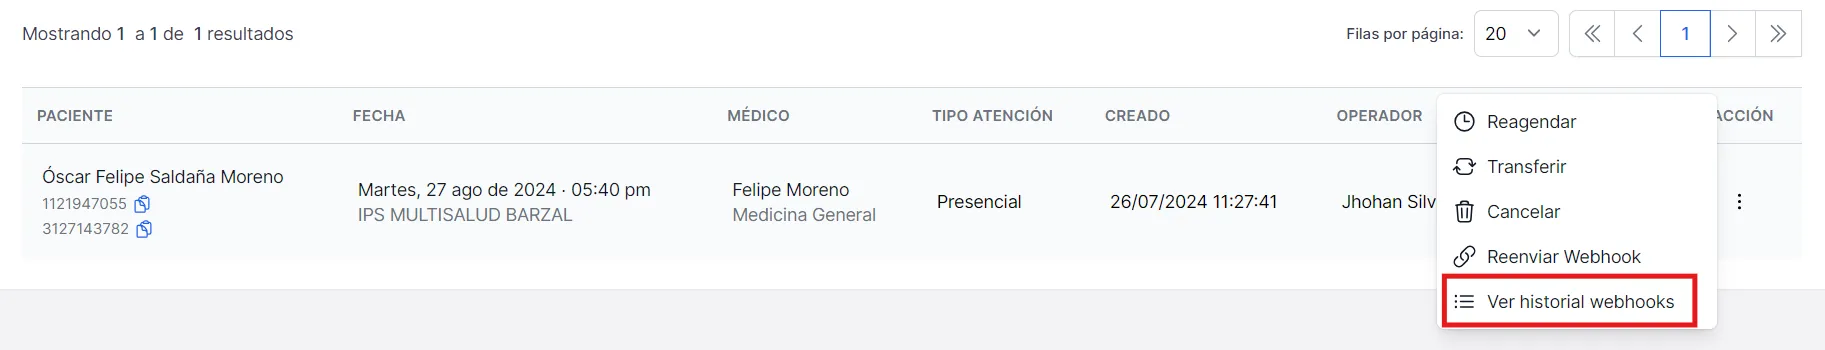 Mostrando 1 a 1 de 1 resultados
Filas por página: 20 1
PACIENTE FECHA MÉDICO TIPO ATENCIÓN CREADO OPERADOR ACCIÓN
Óscar Felipe Saldaña Moreno
1121947055
3127143782
Martes, 27 ago de 2024 · 05:40 pm
IPS MULTISALUD BARZAL
Felipe Moreno
Medicina General
Presencial
26/07/2024 11:27:41
Jhohan Silv
Reagendar
Transferir
Cancelar
Reenviar Webhook
Ver historial webhooks